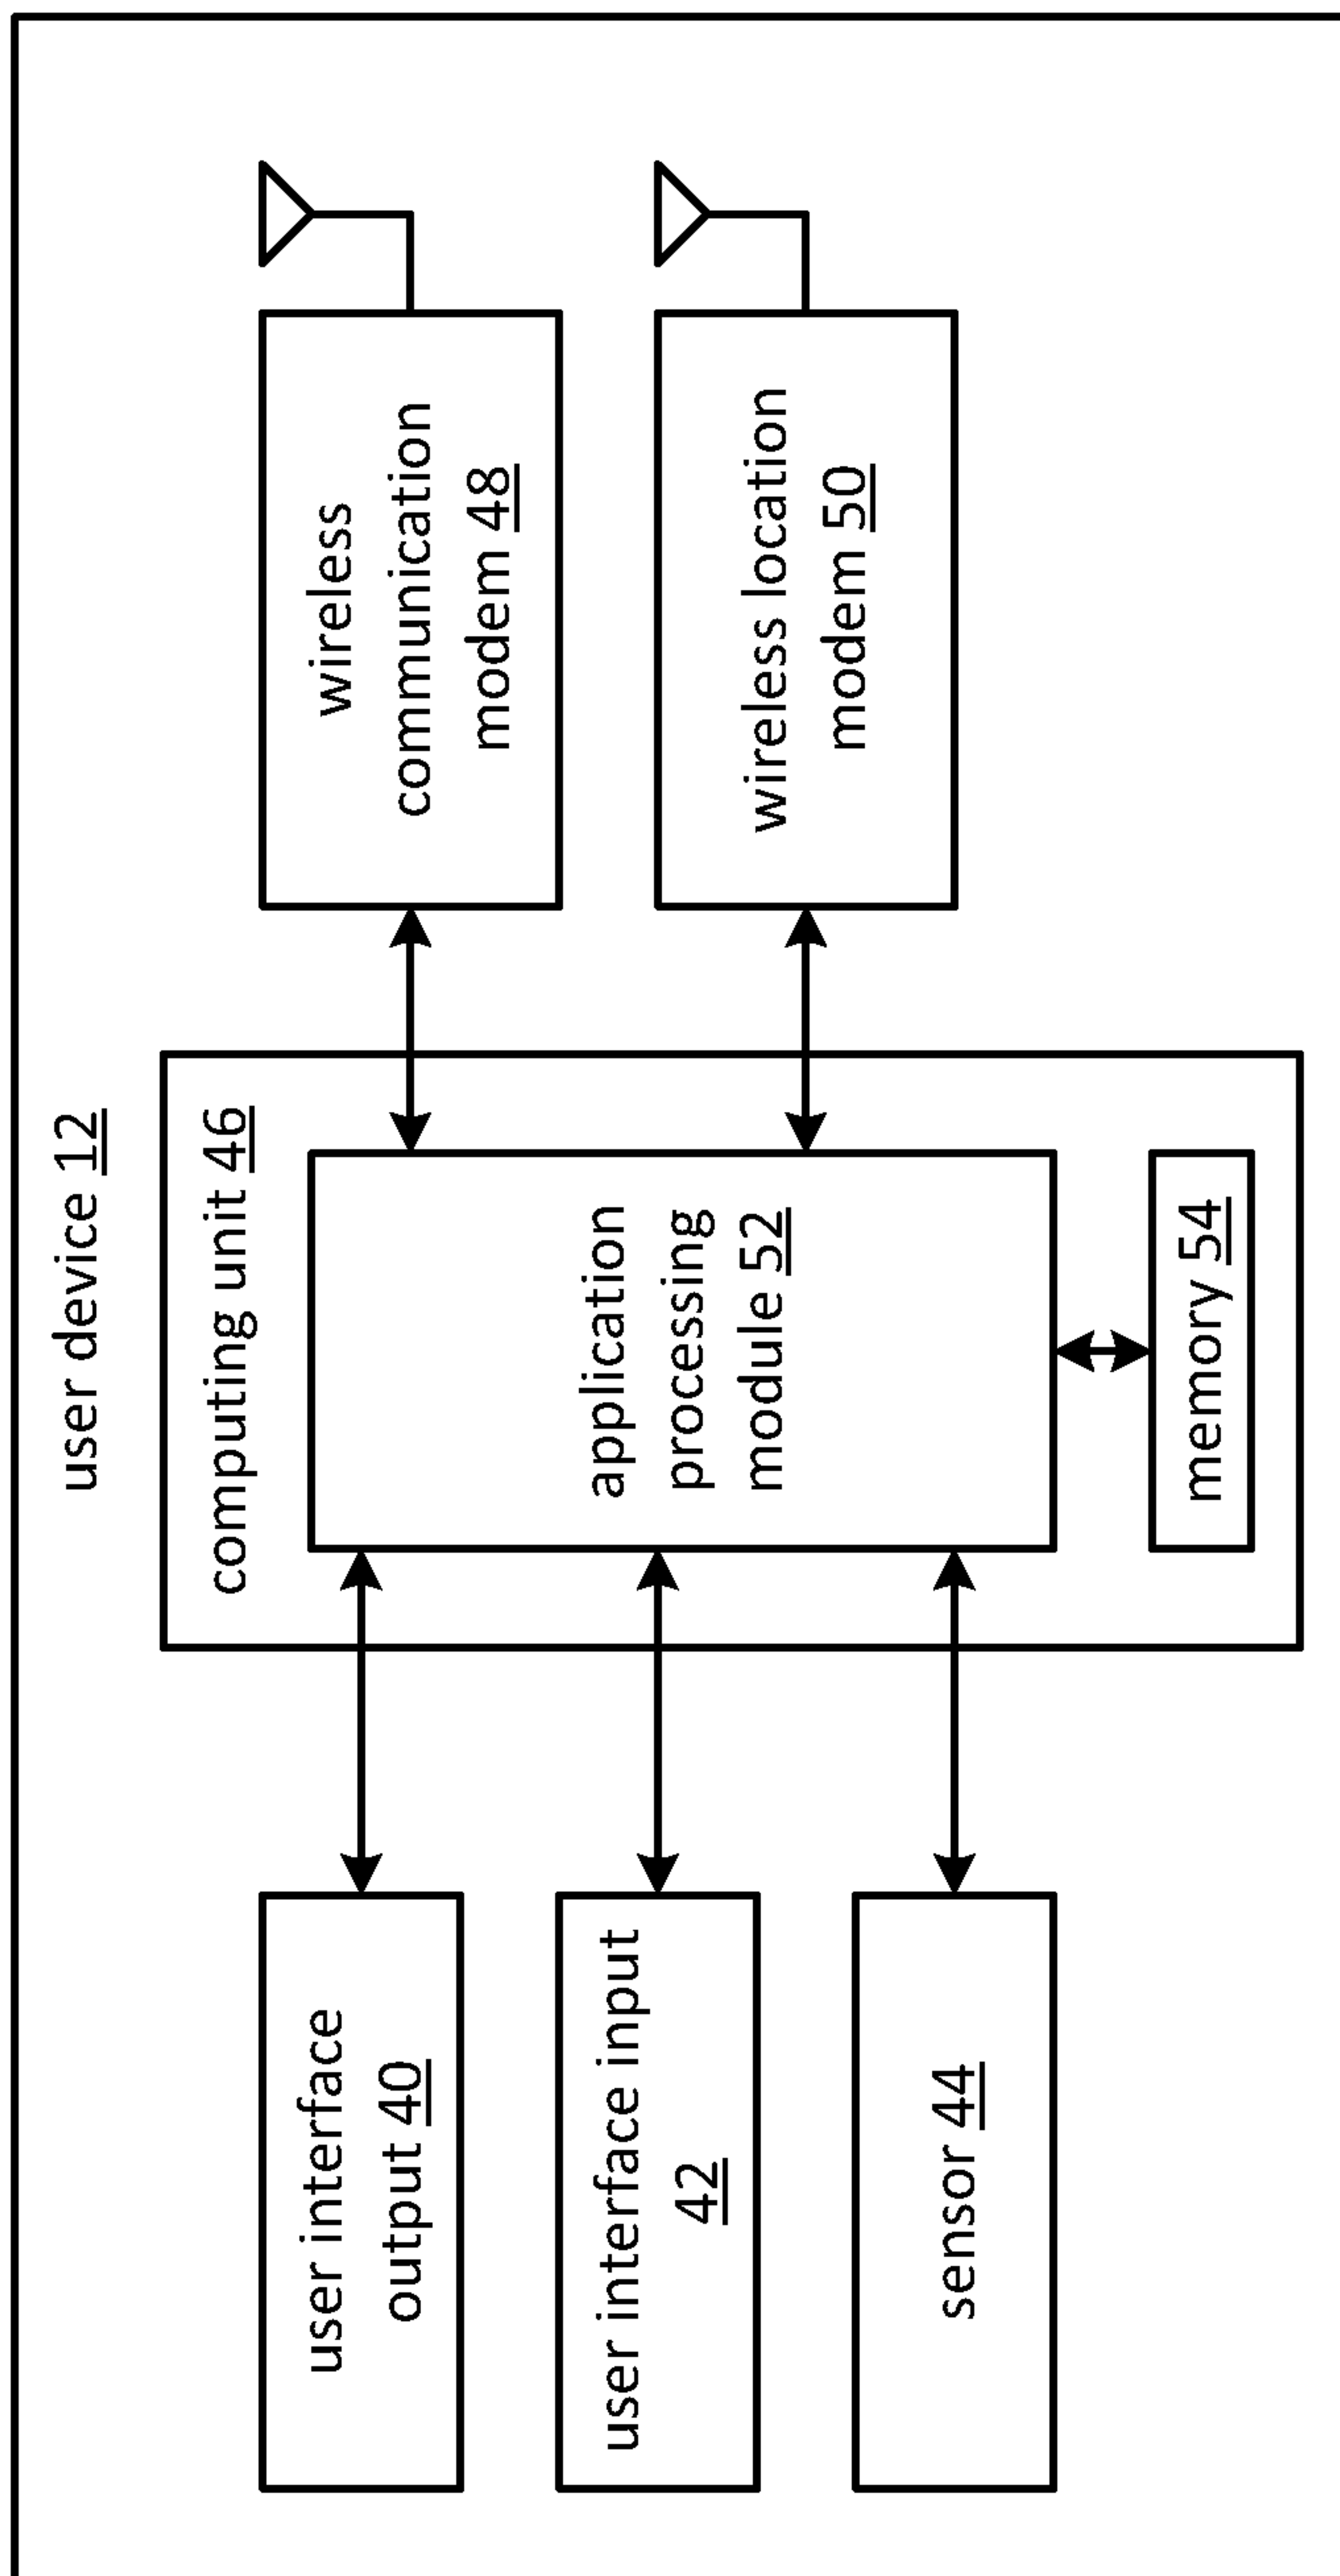 user device 12
computing unit 46
user interface
output 40
user interface input
42
sensor 44
application
processing
module 52
memory 54
wireless
communication
modem 48
wireless location
modem 50